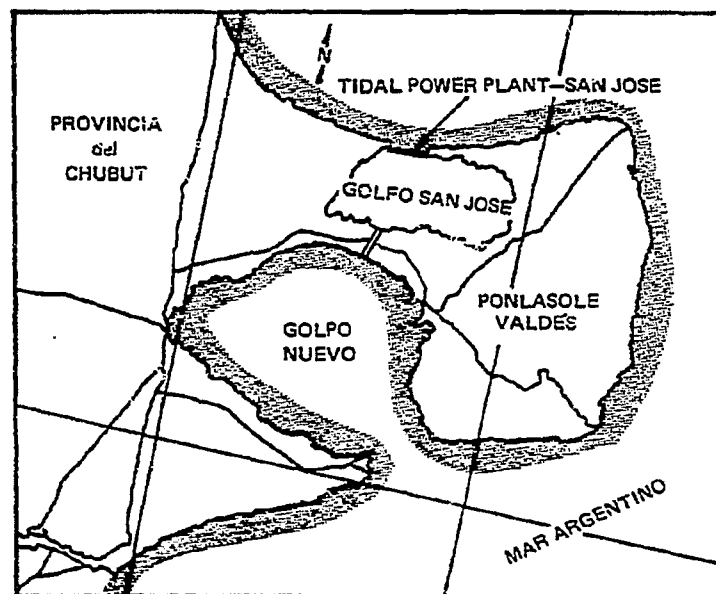 N
TIDAL POWER PLANT—SAN JOSE
PROVINCIA
del
CHUBUT
GOLFO SAN JOSE
PONLASOLE
VALDES
GOLPO
NUEVO
MAR ARGENTINO